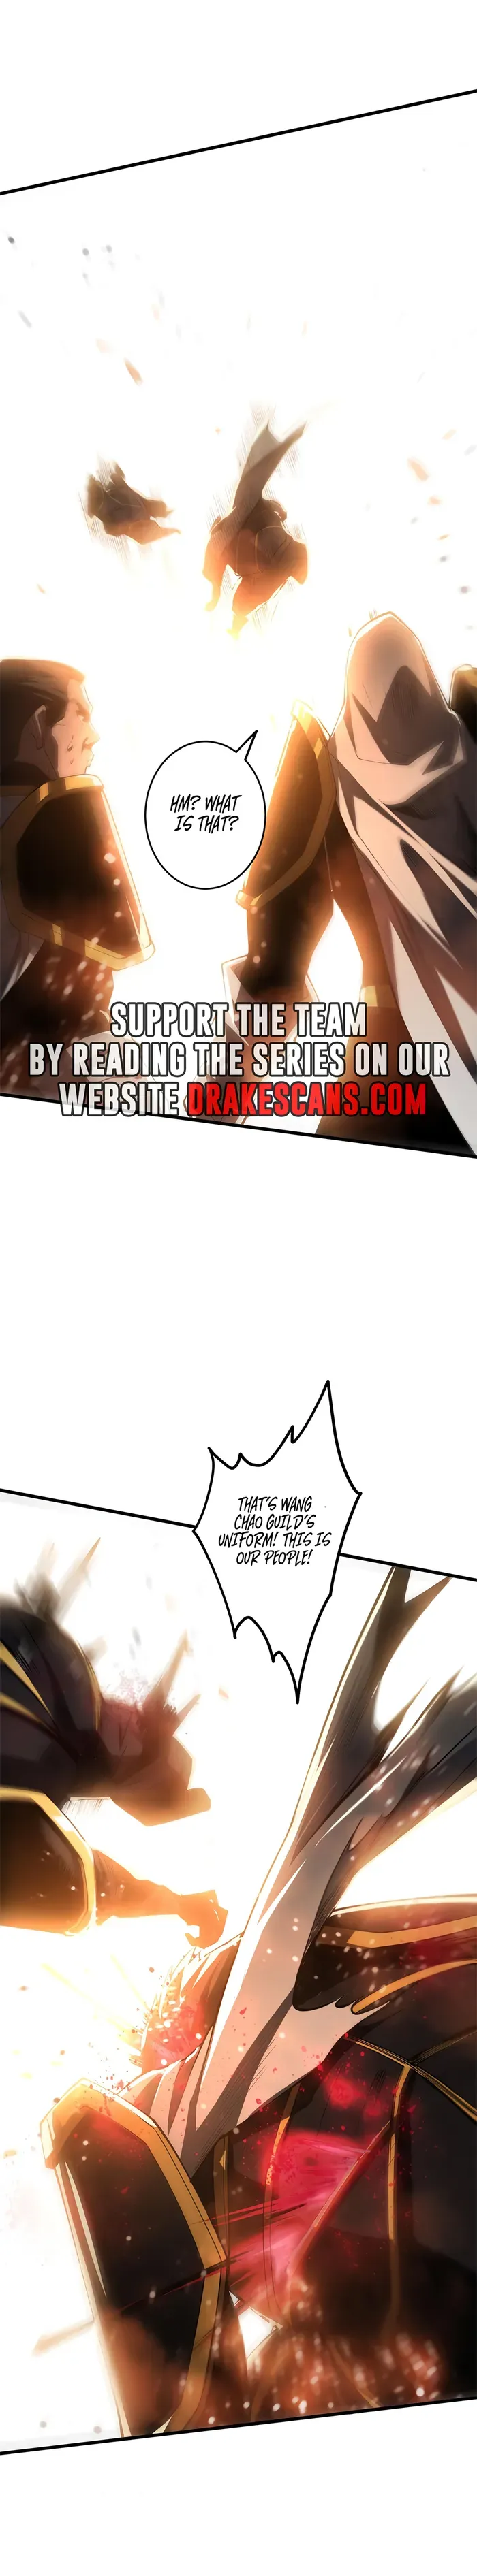 HM? WHAT
IS THAT?
SUPPORT THE TEAM
BY READING THE SERIES ON OUR
WEBSITE DRAKESCANS.COM
THAT'S WANG
CHAO GUILD'S
UNIFORM! THIS IS
OUR PEOPLE!